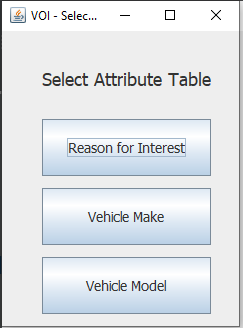 VOI - Selec...
Select Attribute Table
Reason for Interest
Vehicle Make
Vehicle Model